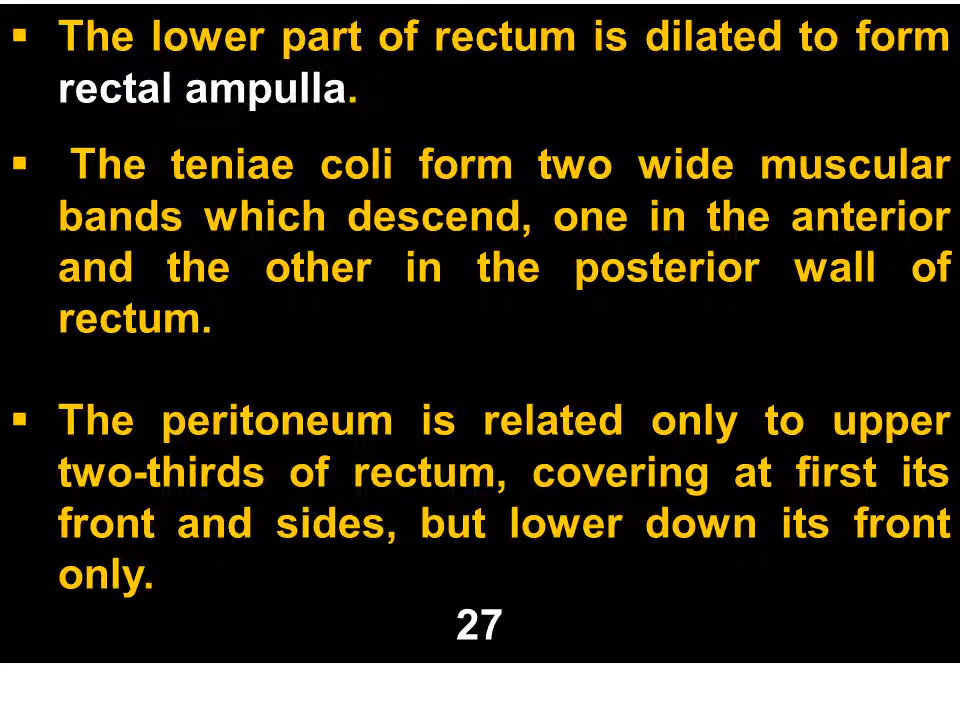 ▪ The lower part of rectum is dilated to form
rectal ampulla.
▪ The teniae coli form two wide muscular
bands which descend, one in the anterior
and the other in the posterior wall of
rectum.
▪ The peritoneum is related only to upper
two-thirds of rectum, covering at first its
front and sides, but lower down its front
only.
27